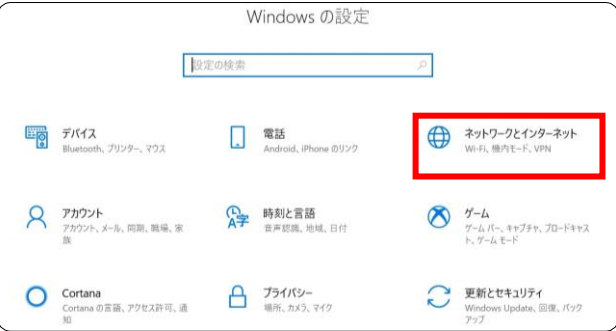 Windows の設定
設定の検索
デバイス
Bluetooth、プリンター、マウス
電話
Android、iPhone のリンク
ネットワークとインターネット
Wi-Fi、機内モード、VPN
アカウント
アカウント、メール、同期、職場、家
族
時刻と言語
音声認識、地域、日付
ゲーム
ゲーム バー、キャプチャ、ブロードキャス
ト、ゲーム モード
Cortana
Cortana の言語、アクセス許可、通
知
プライバシー
場所、カメラ、マイク
更新とセキュリティ
Windows Update、回復、バック
アップ